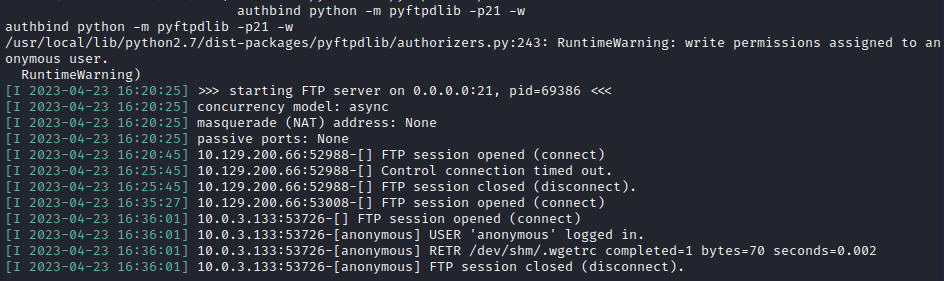 authbind python -m pyftpdlib -p21 -w
authbind python -m pyftpdlib -p21 -w
/usr/local/lib/python2.7/dist-packages/pyftpdlib/authorizers.py:243: RuntimeWarning: write permissions assigned to an
onymous user.
  RuntimeWarning)
[I 2023-04-23 16:20:25] >>> starting FTP server on 0.0.0.0:21, pid=69386 <<<
[I 2023-04-23 16:20:25] concurrency model: async
[I 2023-04-23 16:20:25] masquerade (NAT) address: None
[I 2023-04-23 16:20:25] passive ports: None
[I 2023-04-23 16:20:45] 10.129.200.66:52988-[] FTP session opened (connect)
[I 2023-04-23 16:25:45] 10.129.200.66:52988-[] Control connection timed out.
[I 2023-04-23 16:25:45] 10.129.200.66:52988-[] FTP session closed (disconnect).
[I 2023-04-23 16:35:27] 10.129.200.66:53008-[] FTP session opened (connect)
[I 2023-04-23 16:36:01] 10.0.3.133:53726-[] FTP session opened (connect)
[I 2023-04-23 16:36:01] 10.0.3.133:53726-[anonymous] USER 'anonymous' logged in.
[I 2023-04-23 16:36:01] 10.0.3.133:53726-[anonymous] RETR /dev/shm/.wgetrc completed=1 bytes=70 seconds=0.002
[I 2023-04-23 16:36:01] 10.0.3.133:53726-[anonymous] FTP session closed (disconnect).